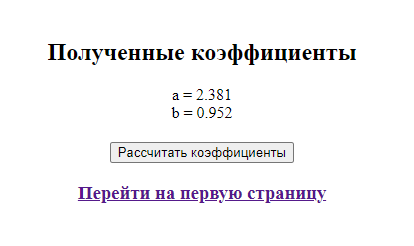 Полученные коэффициенты
a = 2.381
b = 0.952
Рассчитать коэффициенты
Перейти на первую страницу